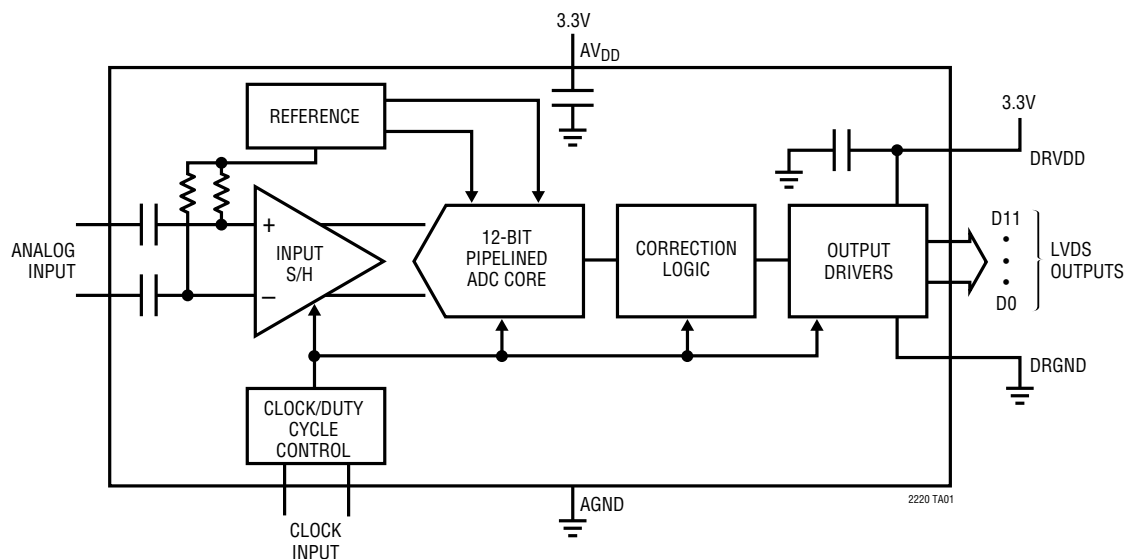 3.3V
AV_DD
REFERENCE
3.3V
DRVDD
ANALOG
INPUT
+
INPUT
S/H
–
12-BIT
PIPELINED
ADC CORE
CORRECTION
LOGIC
OUTPUT
DRIVERS
D11
•
•
•
D0
LVDS
OUTPUTS
DRGND
CLOCK/DUTY
CYCLE
CONTROL
CLOCK
INPUT
AGND
2220 TA01